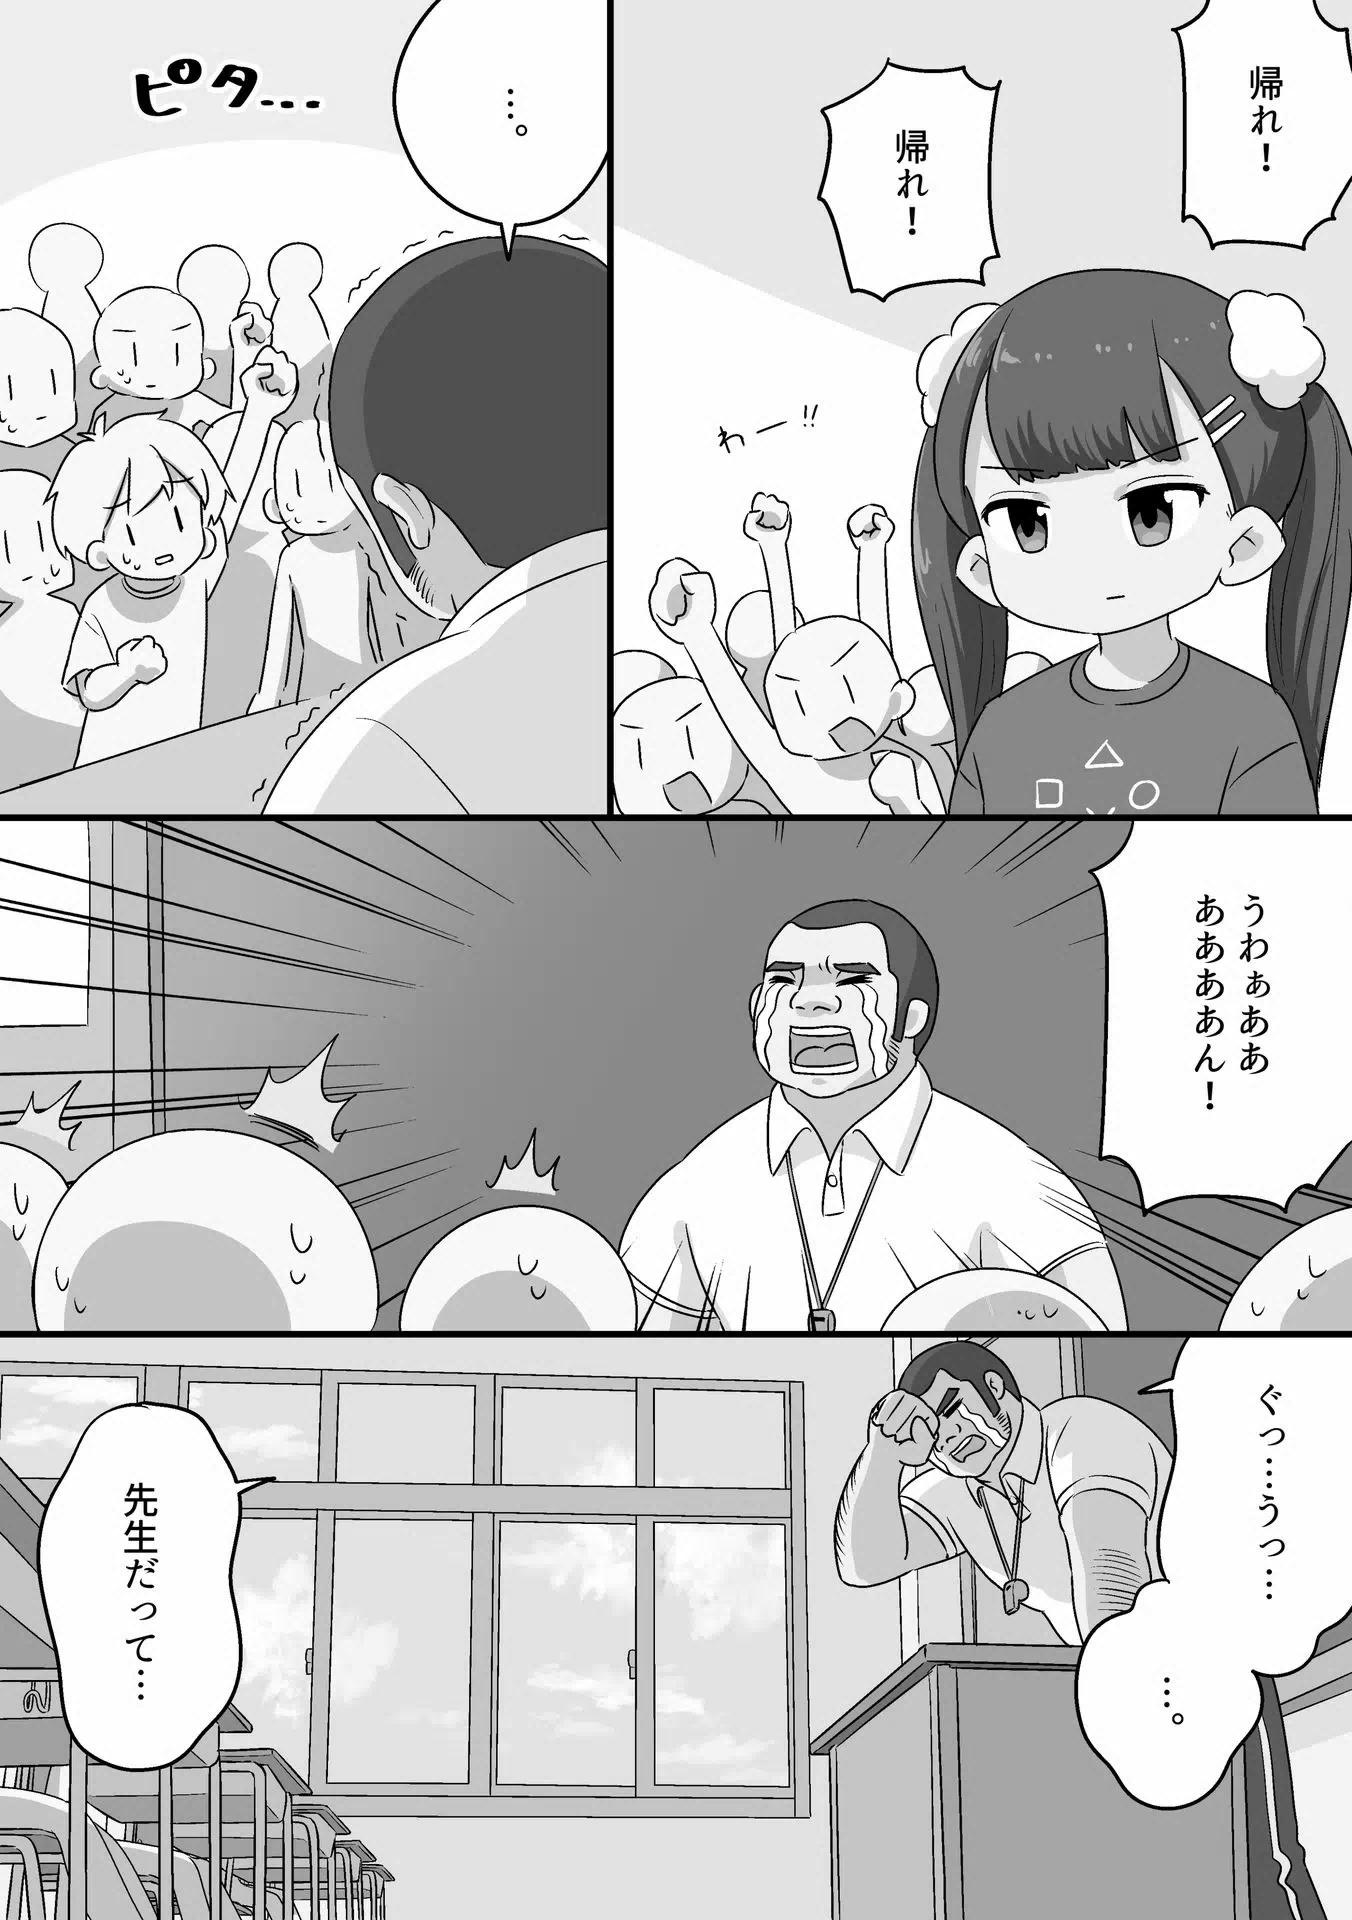 帰れ！
帰れ！
わー!!
…。
ピタ...
うわぁああ
ああああん！
ぐっ…うっ…
…。
先生だって…